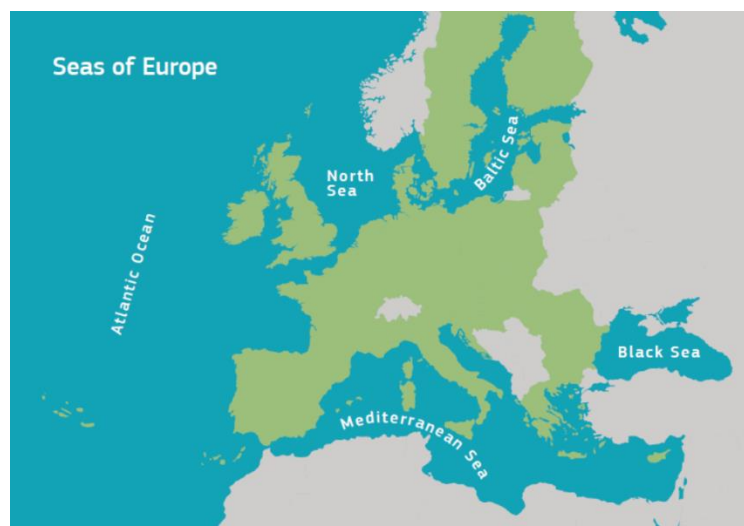 Seas of Europe
North
Sea
Baltic Sea
Atlantic Ocean
Black Sea
Mediterranean Sea